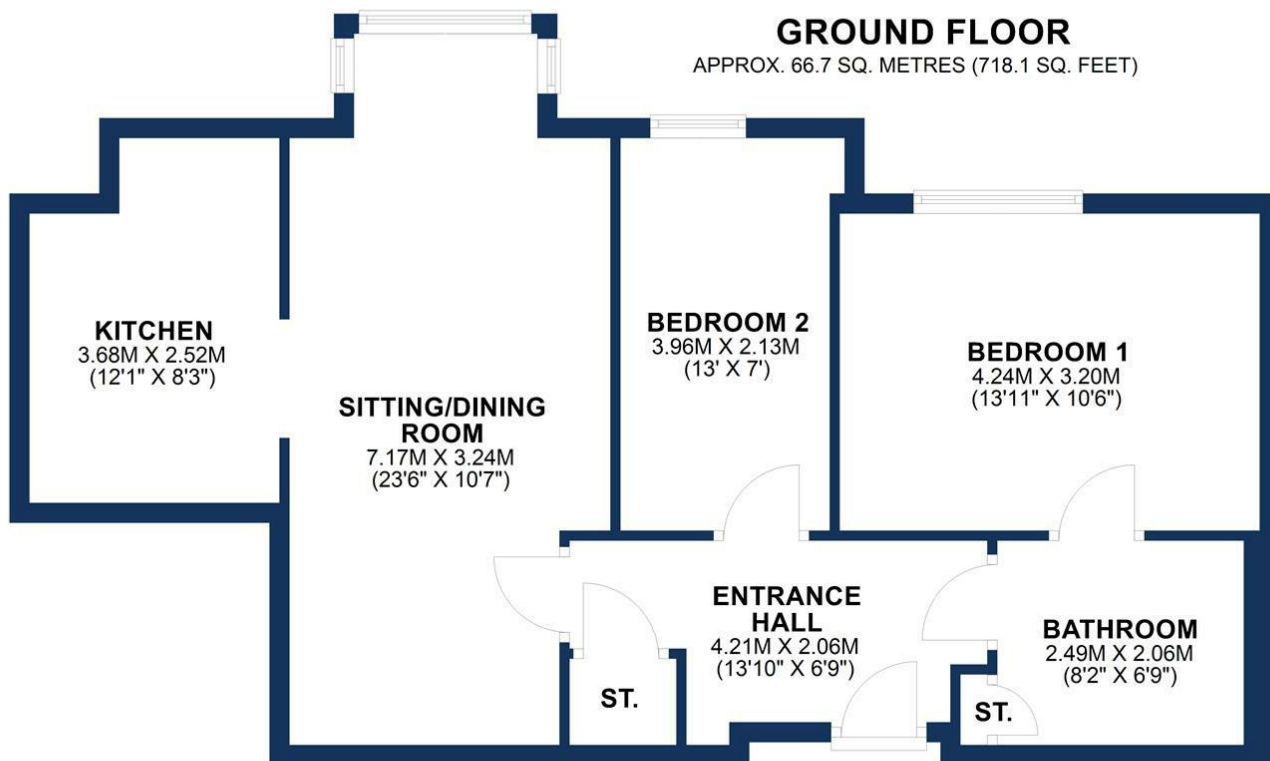 GROUND FLOOR
APPROX. 66.7 SQ. METRES (718.1 SQ. FEET)
KITCHEN
3.68M X 2.52M
(12'1" X 8'3")
SITTING/DINING
ROOM
7.17M X 3.24M
(23'6" X 10'7")
BEDROOM 2
3.96M X 2.13M
(13' X 7')
BEDROOM 1
4.24M X 3.20M
(13'11" X 10'6")
ENTRANCE
HALL
4.21M X 2.06M
(13'10" X 6'9")
BATHROOM
2.49M X 2.06M
(8'2" X 6'9")
ST.
ST.